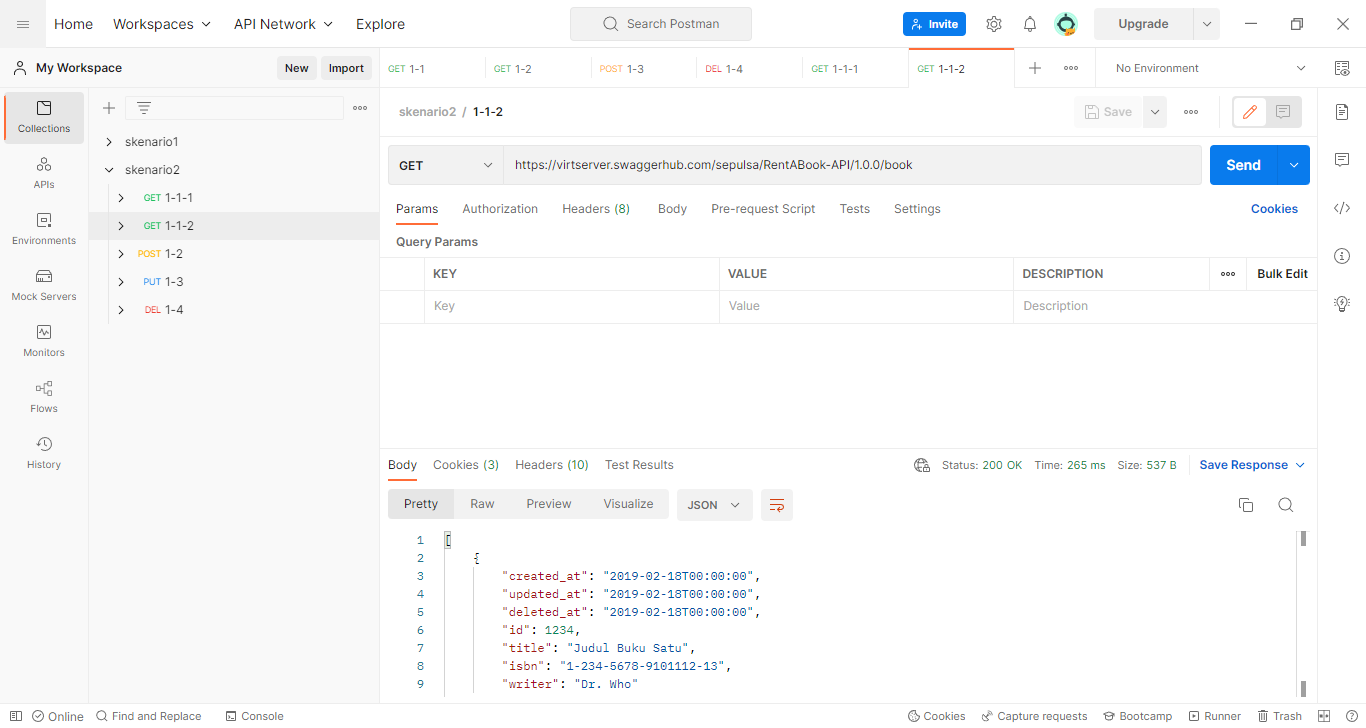 Home Workspaces API Network Explore Search Postman Invite Upgrade
My Workspace New Import GET 1-1 GET 1-2 POST 1-3 DEL 1-4 GET 1-1-1 GET 1-1-2 No Environment
Collections
APIs
Environments
Mock Servers
Monitors
Flows
History
skenario1
skenario2
GET 1-1-1
GET 1-1-2
POST 1-2
PUT 1-3
DEL 1-4
skenario2 / 1-1-2 Save
GET https://virtserver.swaggerhub.com/sepulsa/RentABook-API/1.0.0/book Send
Params Authorization Headers (8) Body Pre-request Script Tests Settings Cookies
Query Params
KEY VALUE DESCRIPTION Bulk Edit
Key Value Description
Body Cookies (3) Headers (10) Test Results Status: 200 OK Time: 265 ms Size: 537 B Save Response
Pretty Raw Preview Visualize JSON
1 [
2 {
3 "created_at": "2019-02-18T00:00:00",
4 "updated_at": "2019-02-18T00:00:00",
5 "deleted_at": "2019-02-18T00:00:00",
6 "id": 1234,
7 "title": "Judul Buku Satu",
8 "isbn": "1-234-5678-9101112-13",
9 "writer": "Dr. Who"
Online Find and Replace Console Cookies Capture requests Bootcamp Runner Trash